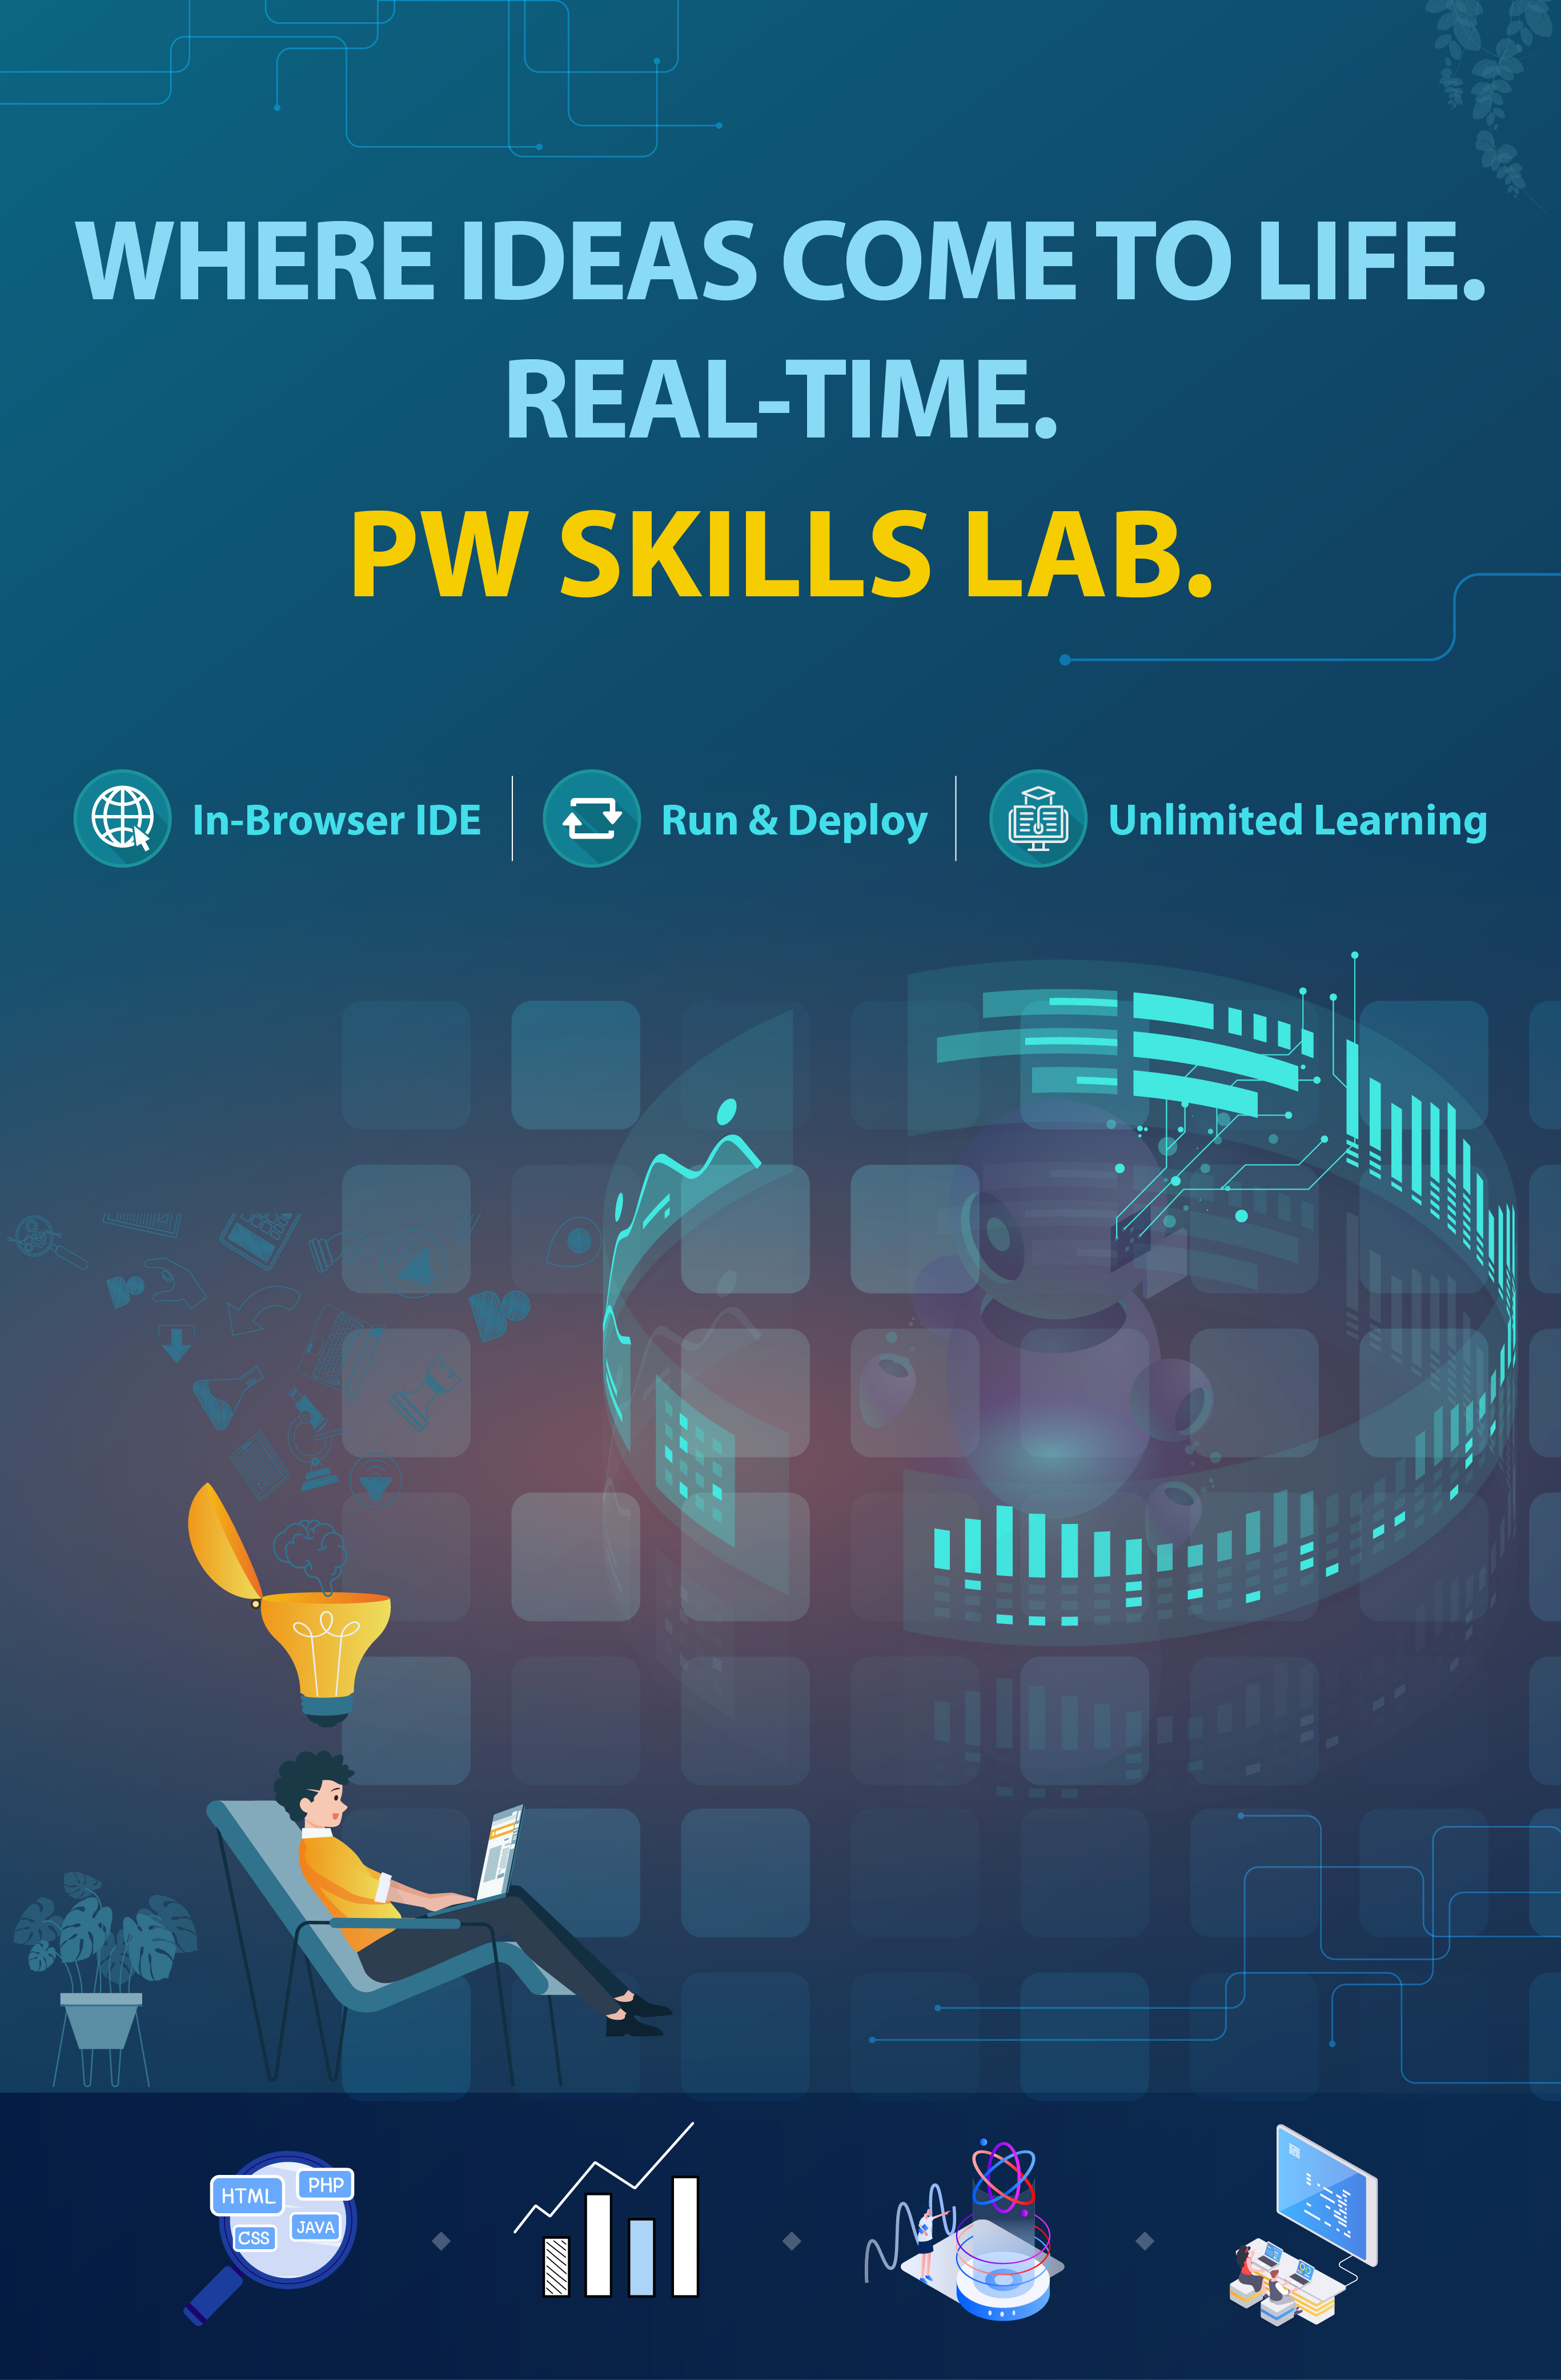 WHERE IDEAS COME TO LIFE.
REAL-TIME.
PW SKILLS LAB.
In-Browser IDE
Run & Deploy
Unlimited Learning
HTML
PHP
CSS
JAVA